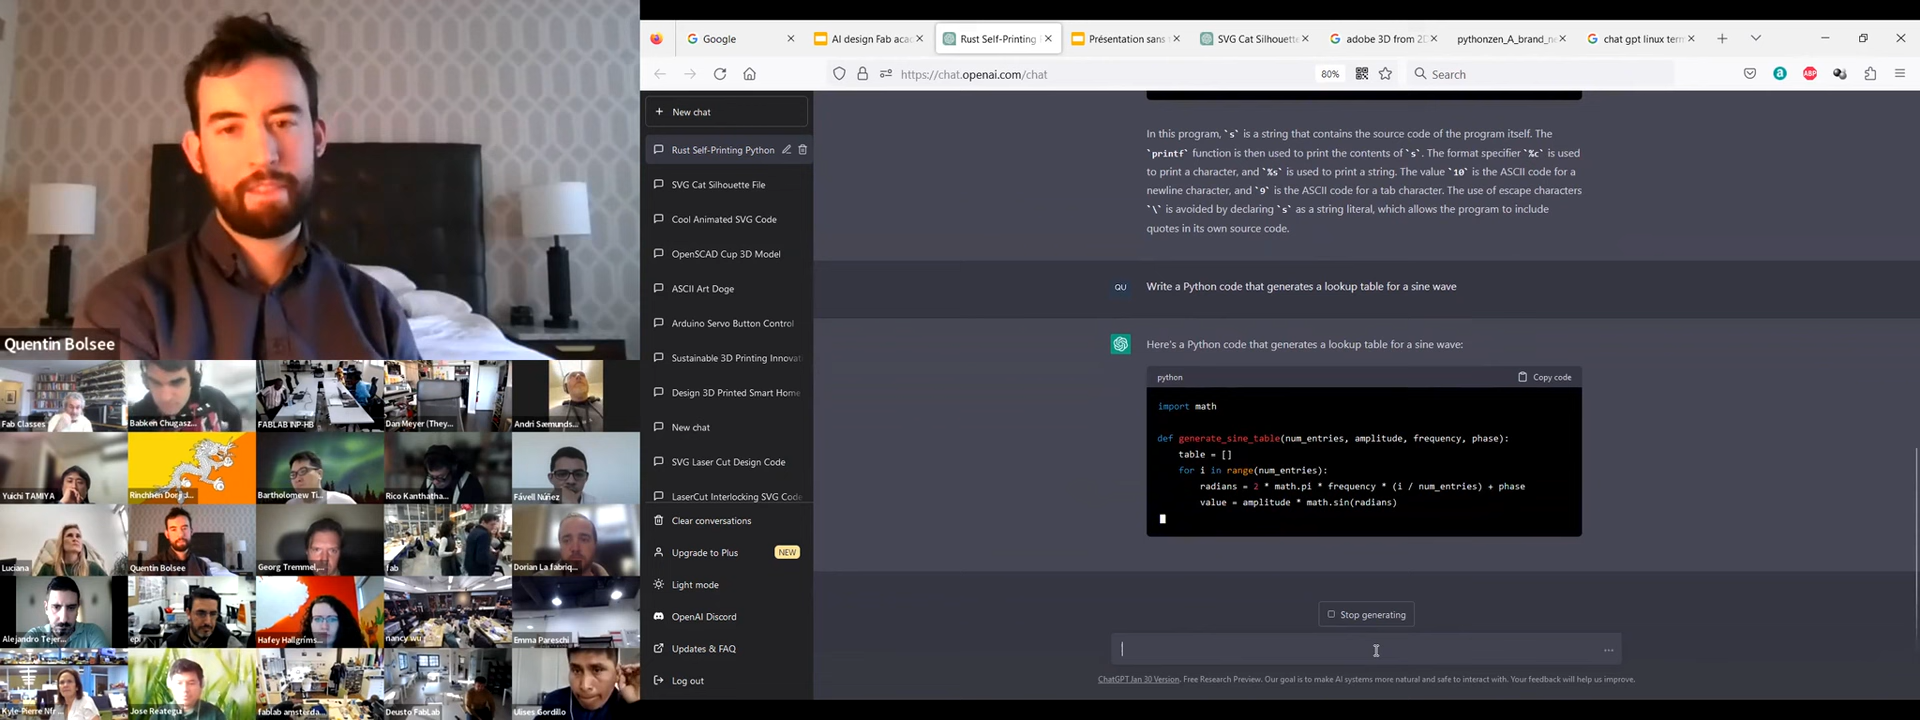 Quentin Bolsee
Fab Classes
Babken Chugasz...
FABLAB INP-HB
Dan Meyer (They...
Andri Sæmunds...
Yuichi TAMIYA
Rinchhen Dorj...
Bartholomew Ti...
Rico Kanthatha...
Fávell Núñez
Luciana
Quentin Bolsee
Georg Tremmel,...
fab
Dorian La fabriq...
Alejandro Tejer...
epi
Hafey Hallgríms...
nancy wu
Emma Pareschi
Kyle-Pierre Nfr...
Jose Reategui
fablab amsterda...
Deusto FabLab
Ulises Gordillo
Google
AI design Fab aca
Rust Self-Printing
Présentation sans
SVG Cat Silhouette
adobe 3D from 2D
pythonzen_A_brand_ne
chat gpt linux term
https://chat.openai.com/chat
80%
Search
ABP
New chat
Rust Self-Printing Python
SVG Cat Silhouette File
Cool Animated SVG Code
OpenSCAD Cup 3D Model
ASCII Art Doge
Arduino Servo Button Control
Sustainable 3D Printing Innovat
Design 3D Printed Smart Home
New chat
SVG Laser Cut Design Code
LaserCut Interlocking SVG Code
Clear conversations
Upgrade to Plus
NEW
Light mode
OpenAI Discord
Updates & FAQ
Log out
In this program, `s` is a string that contains the source code of the program itself. The
`printf` function is then used to print the contents of `s`. The format specifier `%c` is used
to print a character, and `%s` is used to print a string. The value `10` is the ASCII code for a
newline character, and `9` is the ASCII code for a tab character. The use of escape characters
`\` is avoided by declaring `s` as a string literal, which allows the program to include
quotes in its own source code.
QU
Write a Python code that generates a lookup table for a sine wave
Here's a Python code that generates a lookup table for a sine wave:
python
Copy code
import math
def generate_sine_table(num_entries, amplitude, frequency, phase):
table = []
for i in range(num_entries):
radians = 2 * math.pi * frequency * (i / num_entries) + phase
value = amplitude * math.sin(radians)
Stop generating
ChatGPT Jan 30 Version. Free Research Preview. Our goal is to make AI systems more natural and safe to interact with. Your feedback will help us improve.